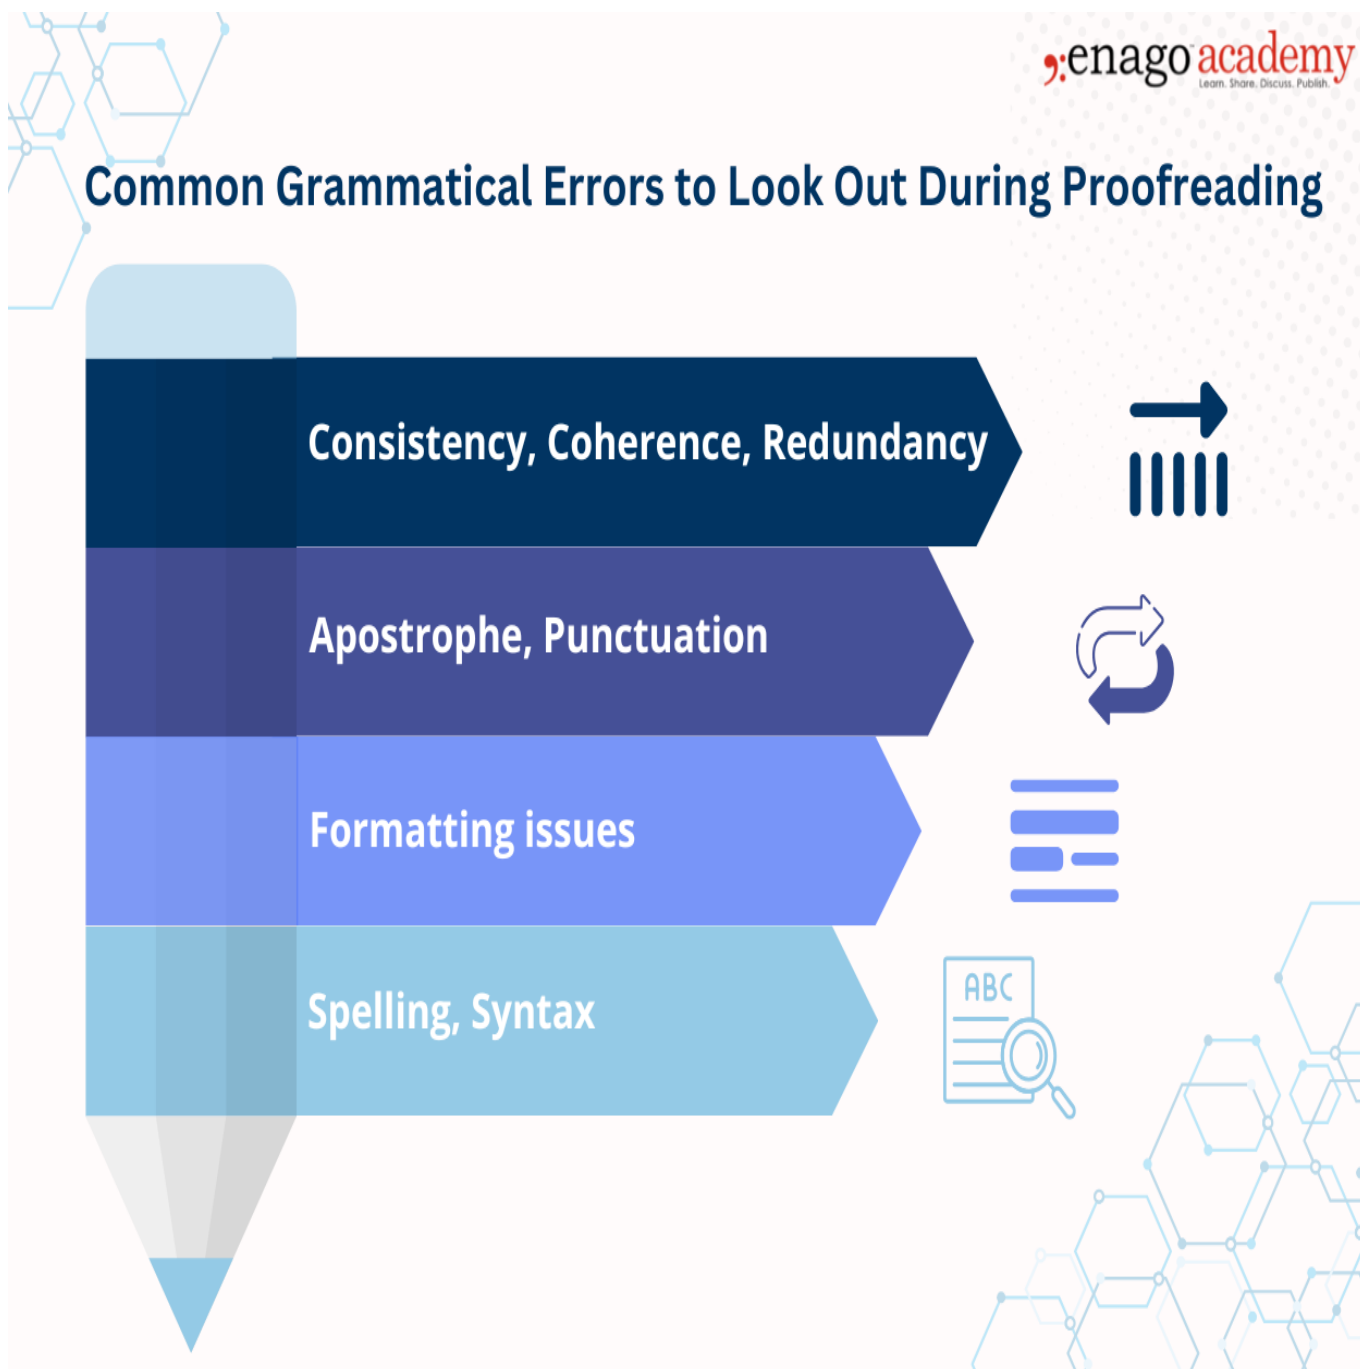 enago academy
Learn. Share. Discuss. Publish.
Common Grammatical Errors to Look Out During Proofreading
Consistency, Coherence, Redundancy
Apostrophe, Punctuation
Formatting issues
Spelling, Syntax
ABC